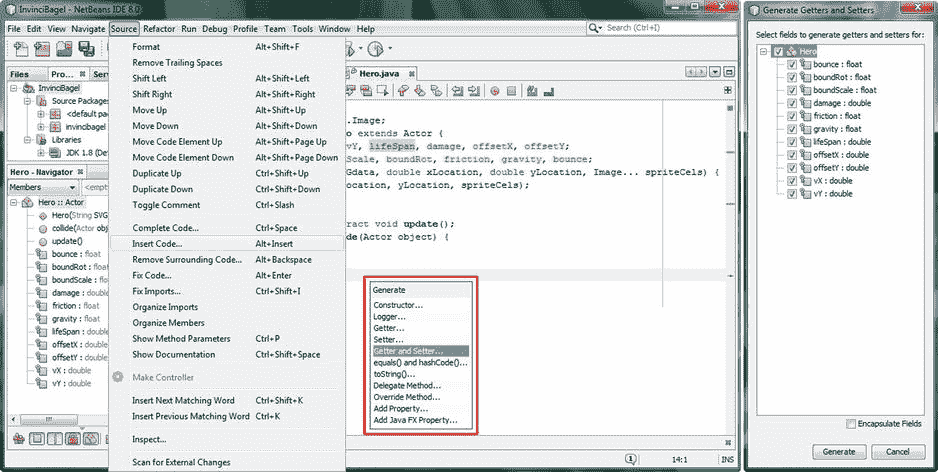 InvinciBagel - NetBeans IDE 8.0
File Edit View Navigate Source Refactor Run Debug Profile Team Tools Window Help
Search (Ctrl+I)
Files Pro... Serv
InvinciBagel
Source Packages
<default pa
invincibagel
Libraries
JDK 1.8 (Default
Hero - Navigator
Members <empty
Hero :: Actor
Hero(String SVG
collide(Actor obj
update()
bounce : float
boundRot : float
boundScale : float
damage : double
friction : float
gravity : float
lifeSpan : double
offsetX : double
offsetY : double
vX : double
vY : double
Format Alt+Shift+F
Remove Trailing Spaces
Shift Left Alt+Shift+Left
Shift Right Alt+Shift+Right
Move Up Alt+Shift+Up
Move Down Alt+Shift+Down
Move Code Element Up Alt+Shift+Page Up
Move Code Element Down Alt+Shift+Page Down
Duplicate Up Ctrl+Shift+Up
Duplicate Down Ctrl+Shift+Down
Toggle Comment Ctrl+Slash
Complete Code... Ctrl+Space
Insert Code... Alt+Insert
Remove Surrounding Code... Alt+Backspace
Fix Code... Alt+Enter
Fix Imports... Ctrl+Shift+I
Organize Imports
Organize Members
Show Method Parameters Ctrl+P
Show Documentation Ctrl+Shift+Space
Make Controller
Insert Next Matching Word Ctrl+Shift+K
Insert Previous Matching Word Ctrl+K
Inspect...
Scan for External Changes
Hero.java
.Image;
o extends Actor {
vY, lifeSpan, damage, offsetX, offsetY;
Scale, boundRot, friction, gravity, bounce;
Gdata, double xLocation, double yLocation, Image... spriteCels) {
ocation, yLocation, spriteCels);
ract void update();
de(Actor object) {
Generate
Constructor...
Logger...
Getter...
Setter...
Getter and Setter...
equals() and hashCode()...
toString()...
Delegate Method...
Override Method...
Add Property...
Add Java FX Property...
1
14:1
INS
Generate Getters and Setters
Select fields to generate getters and setters for:
Hero
bounce : float
boundRot : float
boundScale : float
damage : double
friction : float
gravity : float
lifeSpan : double
offsetX : double
offsetY : double
vX : double
vY : double
Encapsulate Fields
Generate Cancel